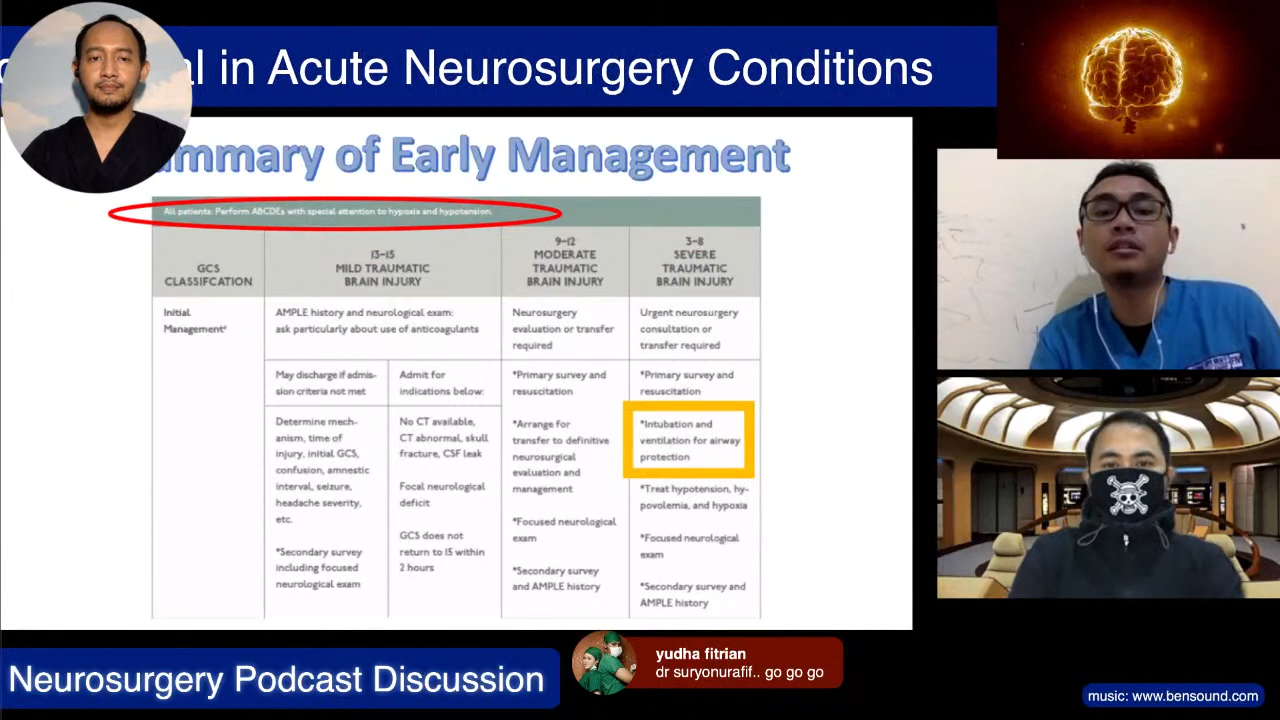 al in Acute Neurosurgery Conditions
mmary of Early Management
All patients: Perform ABCDEs with special attention to hypoxia and hypotension.
GCS
CLASSIFCATION
13–15
MILD TRAUMATIC
BRAIN INJURY
9–12
MODERATE
TRAUMATIC
BRAIN INJURY
3–8
SEVERE
TRAUMATIC
BRAIN INJURY
Initial
Management*
AMPLE history and neurological exam:
ask particularly about use of anticoagulants
Neurosurgery
evaluation or transfer
required
Urgent neurosurgery
consultation or
transfer required
May discharge if admis-
sion criteria not met
Admit for
indications below:
*Primary survey and
resuscitation
*Primary survey and
resuscitation
Determine mech-
anism, time of
injury, initial GCS,
confusion, amnestic
interval, seizure,
headache severity,
etc.
*Secondary survey
including focused
neurological exam
No CT available,
CT abnormal, skull
fracture, CSF leak
Focal neurological
deficit
GCS does not
return to 15 within
2 hours
*Arrange for
transfer to definitive
neurosurgical
evaluation and
management
*Focused neurological
exam
*Secondary survey
and AMPLE history
*Intubation and
ventilation for airway
protection
*Treat hypotension, hy-
povolemia, and hypoxia
*Focused neurological
exam
*Secondary survey and
AMPLE history
Neurosurgery Podcast Discussion
yudha fitrian
dr suryonurafif.. go go go
music: www.bensound.com